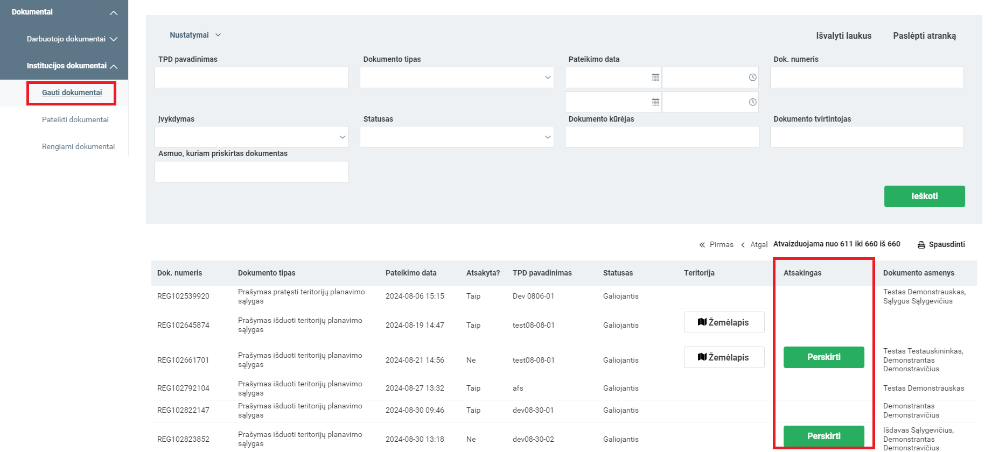 Dokumentai
Darbuotojo dokumentai
Institucijos dokumentai
Gauti dokumentai
Pateikti dokumentai
Rengiami dokumentai
Nustatymai
Išvalyti laukus Paslėpti atranką
TPD pavadinimas Dokumento tipas Pateikimo data Dok. numeris
Įvykdymas Statusas Dokumento kūrėjas Dokumento tvirtintojas
Asmuo, kuriam priskirtas dokumentas
Ieškoti
« Pirmas < Atgal Atvaizduojama nuo 611 iki 660 iš 660 Spausdinti
Dok. numeris Dokumento tipas Pateikimo data Atsakyta? TPD pavadinimas Statusas Teritorija Atsakingas Dokumento asmenys
REG102539920 Prašymas pratęsti teritorijų planavimo 2024-08-06 15:15 Taip Dev 0806-01 Galiojantis Testas Demonstrauskas,
sąlygas Sąlygus Sąlygevičius
REG102645874 Prašymas išduoti teritorijų planavimo 2024-08-19 14:47 Taip test08-08-01 Galiojantis Žemėlapis
sąlygas
REG102661701 Prašymas išduoti teritorijų planavimo 2024-08-21 14:56 Ne test08-08-01 Galiojantis Žemėlapis Perskirti Testas Testauskininkas,
sąlygas Demonstrantas
Demonstravičius
REG102792104 Prašymas išduoti teritorijų planavimo 2024-08-27 13:32 Taip afs Galiojantis Testas Demonstrauskas
sąlygas
REG102822147 Prašymas išduoti teritorijų planavimo 2024-08-30 09:46 Taip dev08-30-01 Galiojantis Demonstrantas
sąlygas Demonstravičius
REG102823852 Prašymas išduoti teritorijų planavimo 2024-08-30 13:18 Ne dev08-30-02 Galiojantis Perskirti Išdavas Sąlygevičius,
sąlygas Demonstrantas
Demonstravičius